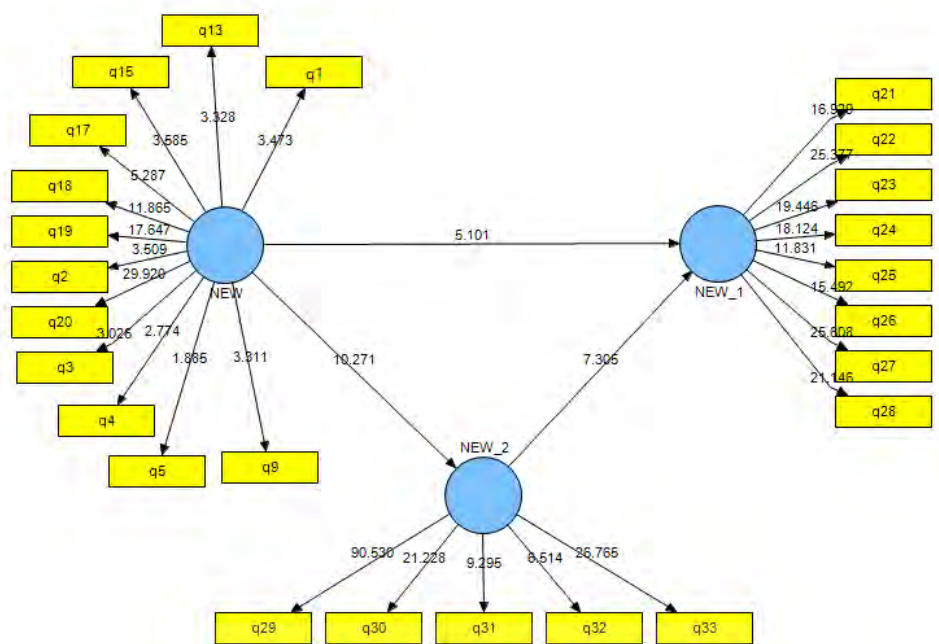 q13
q15
q1
3.328
3.585
3.473
q17
5.287
q18
11.865
q19
17.647
q2
3.509
29.920
NEW
q20
3.026
2.774
q3
1.885
3.311
q4
q5
q9
5.101
10.271
7.305
NEW_1
q21
16.929
q22
25.377
q23
19.446
q24
18.124
11.831
q25
15.492
q26
25.608
q27
21.146
q28
NEW_2
90.530
21.228
9.295
6.514
26.765
q29
q30
q31
q32
q33